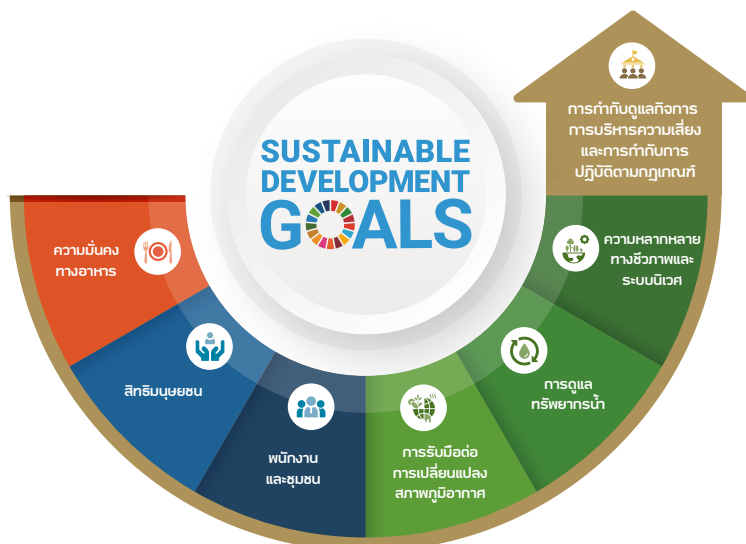 SUSTAINABLE
DEVELOPMENT
GOALS
การกำกับดูแลกิจการ
การบริหารความเสี่ยง
และการกำกับการ
ปฏิบัติตามกฎเกณฑ์
ความมั่นคง
ทางอาหาร
สิทธิมนุษยชน
พนักงาน
และชุมชน
การรับมือต่อ
การเปลี่ยนแปลง
สภาพภูมิอากาศ
การดูแล
ทรัพยากรน้ำ
ความหลากหลาย
ทางชีวภาพและ
ระบบนิเวศ